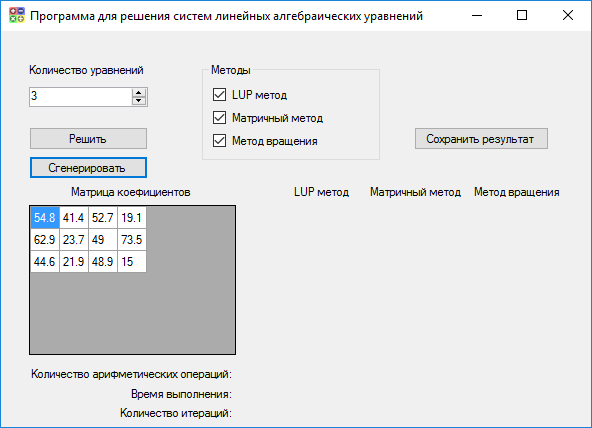 Программа для решения систем линейных алгебраических уравнений
Количество уравнений
3
Методы
LUP метод
Матричный метод
Метод вращения
Решить
Сгенерировать
Сохранить результат
Матрица коефициентов
LUP метод Матричный метод Метод вращения
54.8 41.4 52.7 19.1
62.9 23.7 49 73.5
44.6 21.9 48.9 15
Количество арифметических операций:
Время выполнения:
Количество итераций: